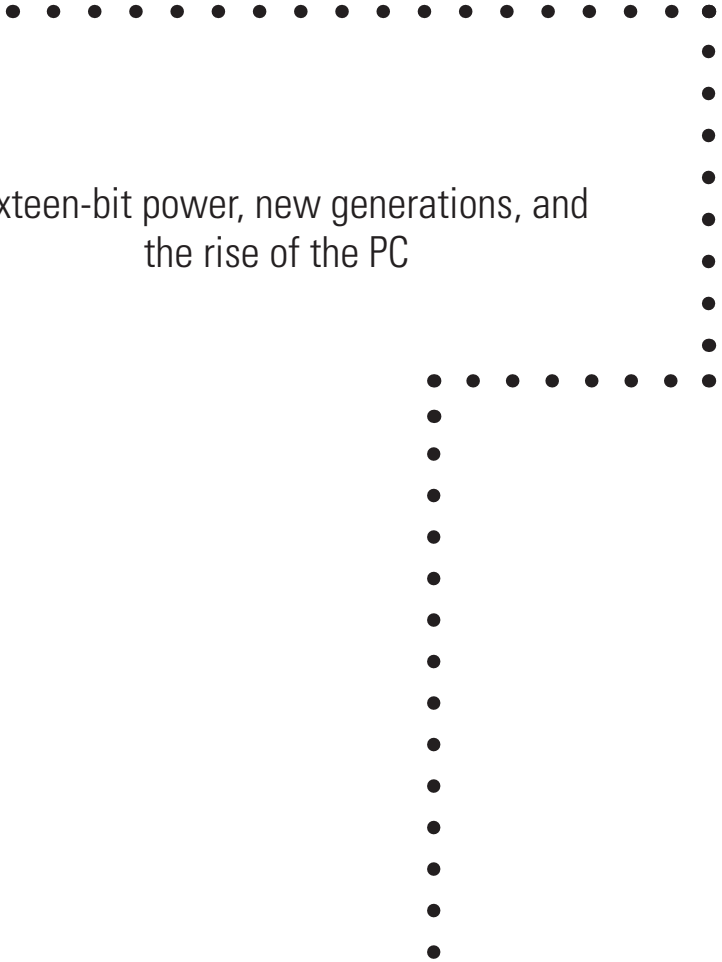 xteen-bit power, new generations, and
the rise of the PC